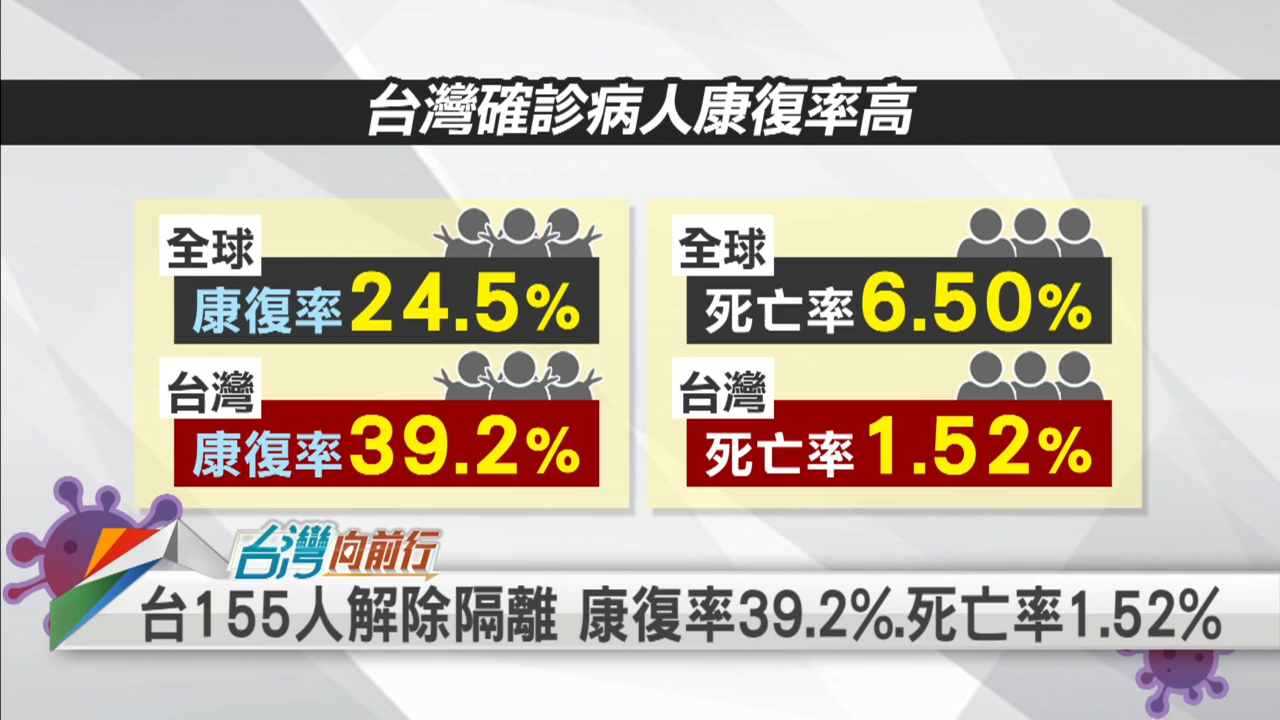 台灣確診病人康復率高
全球
康復率24.5%
台灣
康復率39.2%
全球
死亡率6.50%
台灣
死亡率1.52%
台灣向前行
台155人解除隔離 康復率39.2%.死亡率1.52%